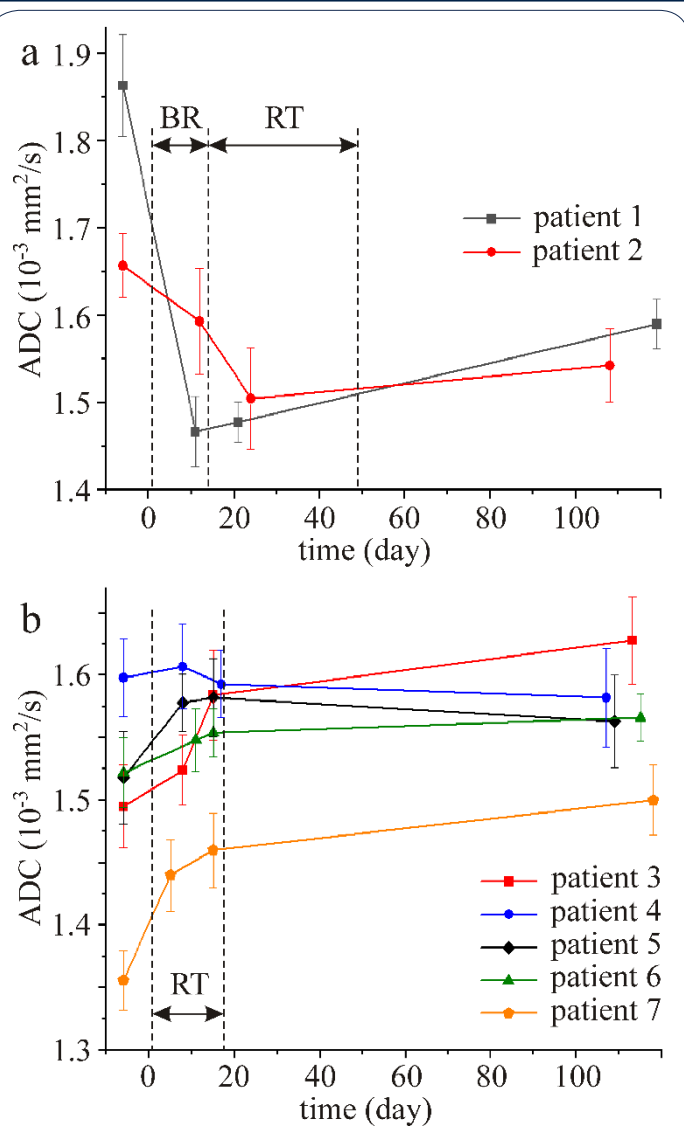 a
1.9
BR RT
1.8
patient 1
1.7
patient 2
1.6
1.5
1.4
ADC (10⁻³ mm²/s)
0 20 40 60 80 100
time (day)
b
1.6
1.5
ADC (10⁻³ mm²/s)
patient 3
patient 4
1.4
patient 5
patient 6
RT
patient 7
1.3
0 20 40 60 80 100
time (day)